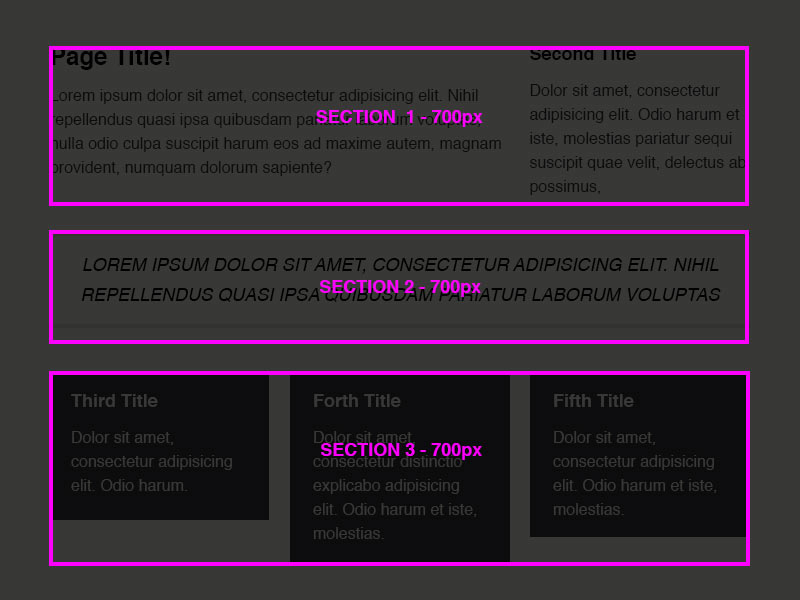 Page Title!
Lorem ipsum dolor sit amet, consectetur adipisicing elit. Nihil
repellendus quasi ipsa quibusdam
nulla odio culpa suscipit harum eos ad maxime autem, magnam
provident, numquam dolorum sapiente?
SECTION 1 - 700px
Second Title
Dolor sit amet, consectetur
adipisicing elit. Odio harum et
iste, molestias pariatur sequi
suscipit quae velit, delectus ab
possimus,
LOREM IPSUM DOLOR SIT AMET, CONSECTETUR ADIPISICING ELIT. NIHIL
REPELLENDUS QUASI IPSA QUIBUSDAM PARIATUR LABORUM VOLUPTAS
SECTION 2 - 700px
Third Title
Dolor sit amet,
consectetur adipisicing
elit. Odio harum.
Forth Title
Dolor sit amet,
consectetur distinctio
explicabo adipisicing
elit. Odio harum et iste,
molestias.
SECTION 3 - 700px
Fifth Title
Dolor sit amet,
consectetur adipisicing
elit. Odio harum et iste,
molestias.